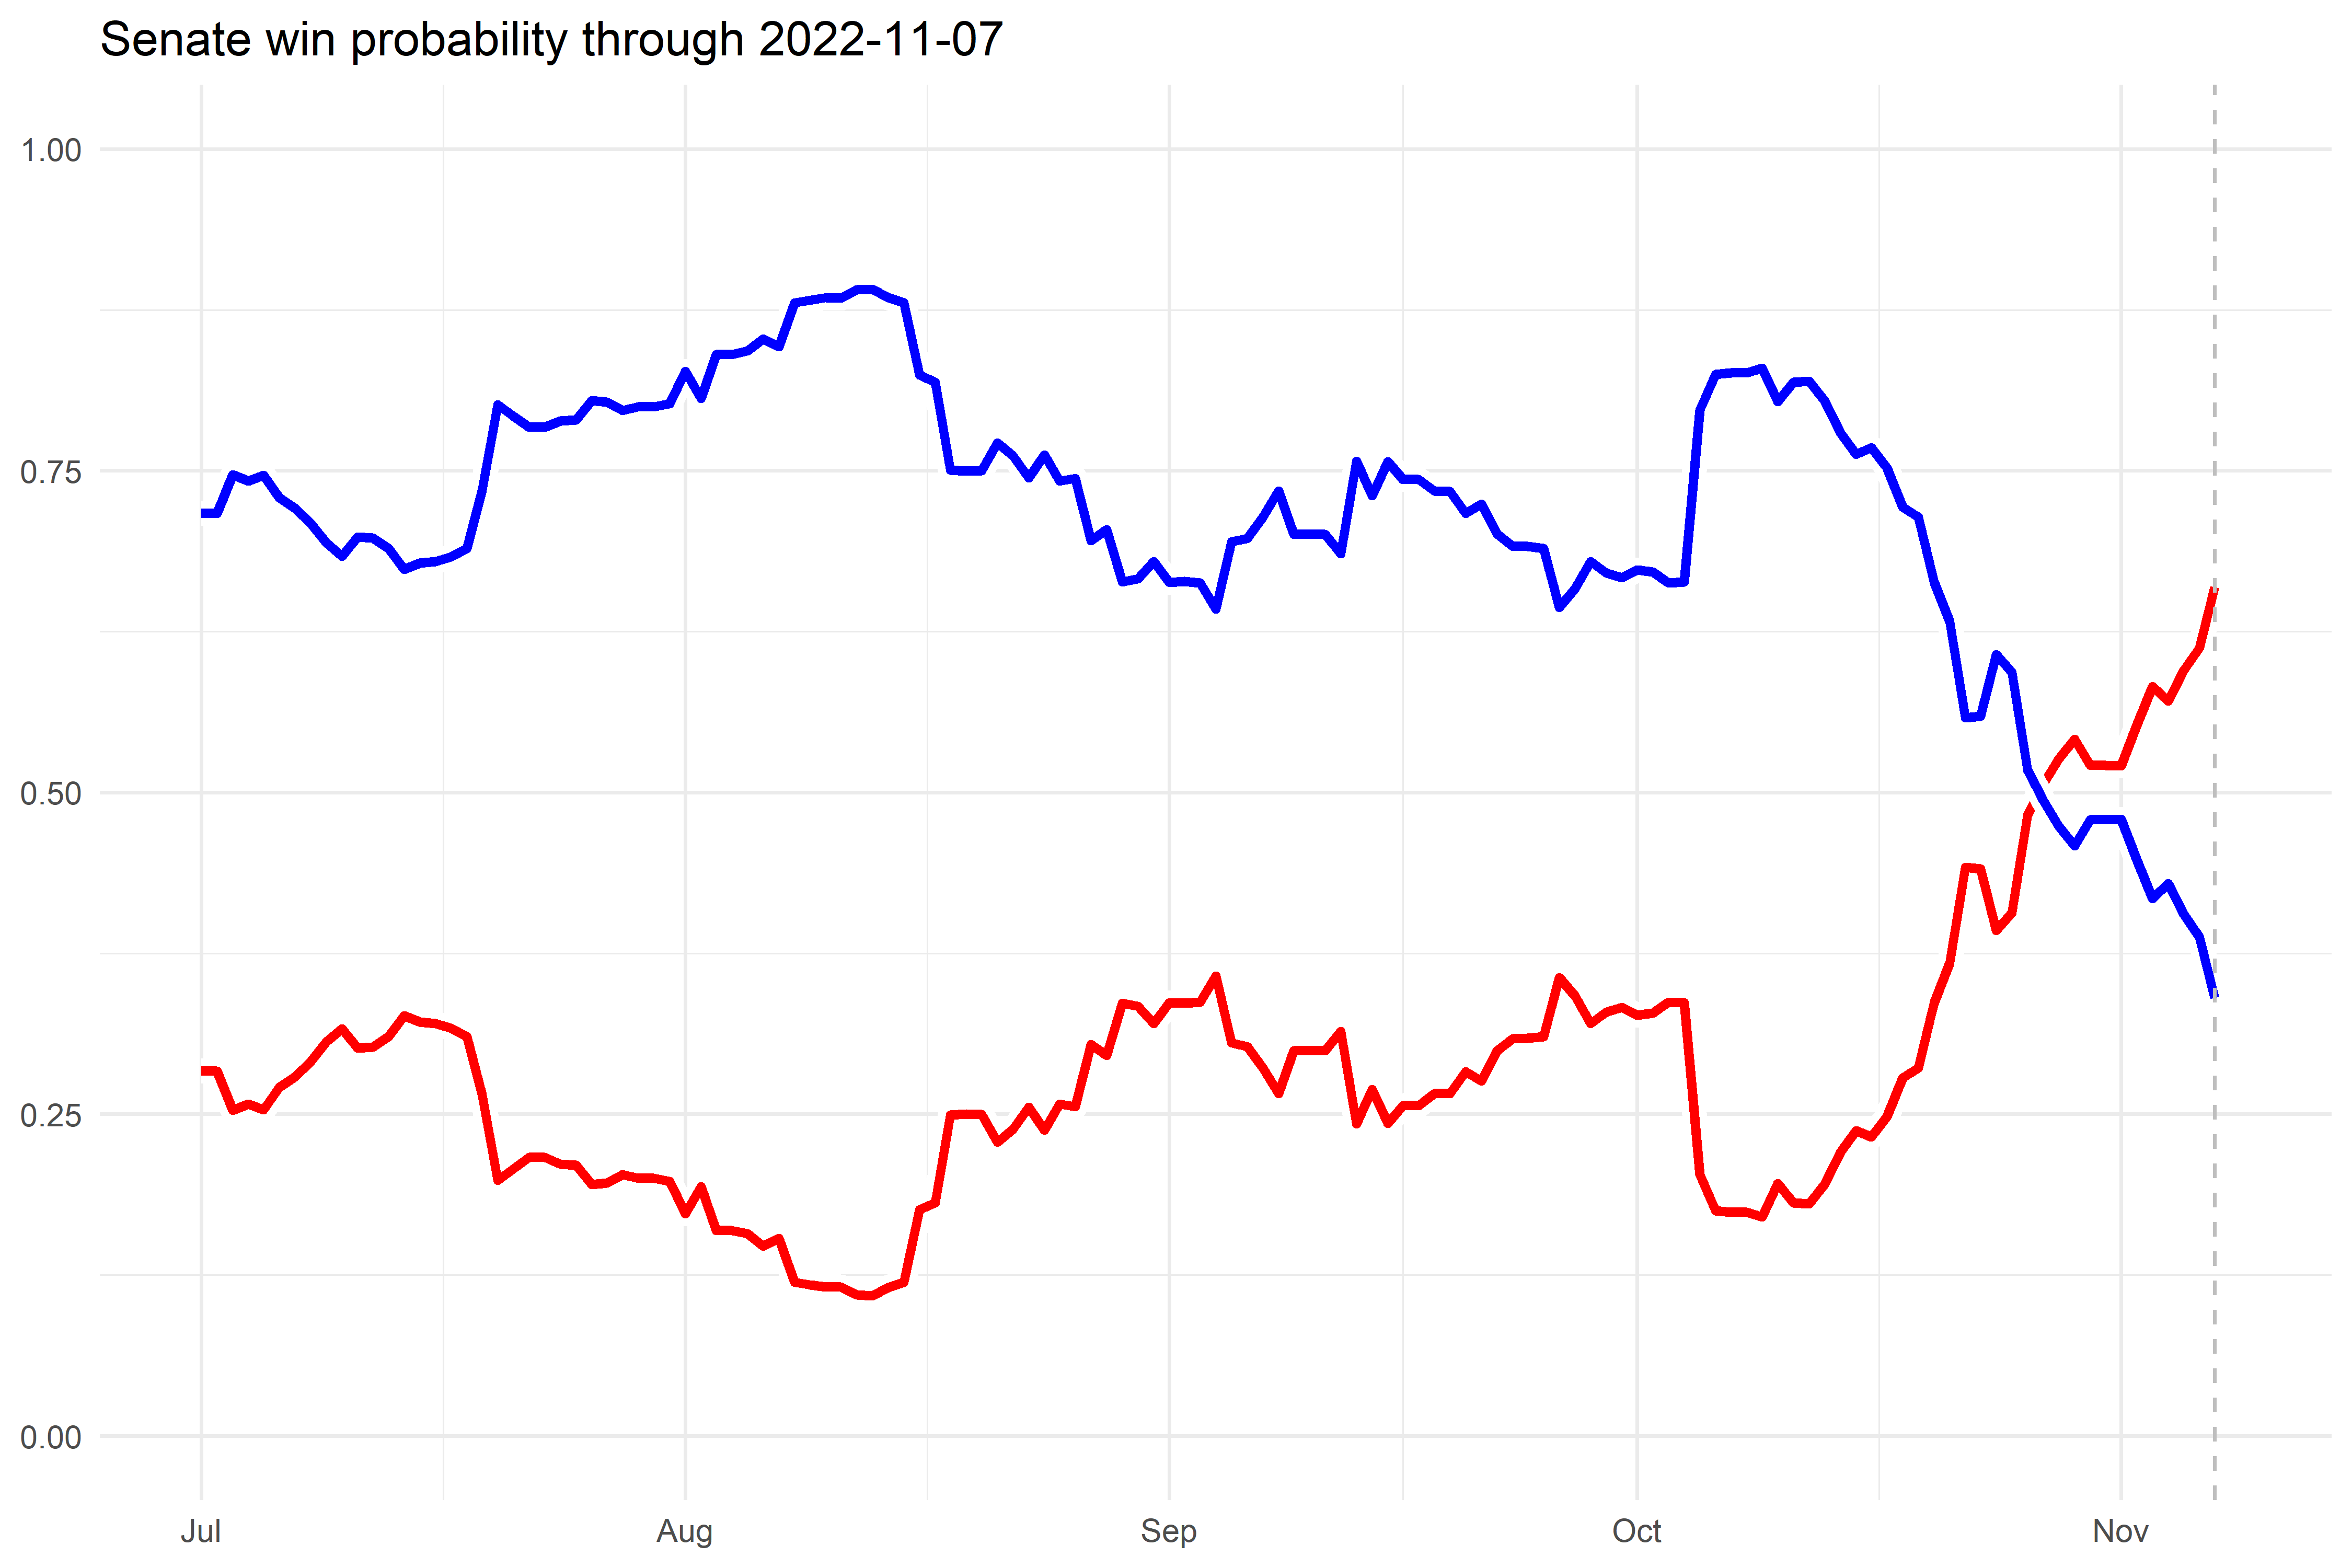 Senate win probability through 2022-11-07
1.00
0.75
0.50
0.25
0.00
Jul Aug Sep Oct Nov